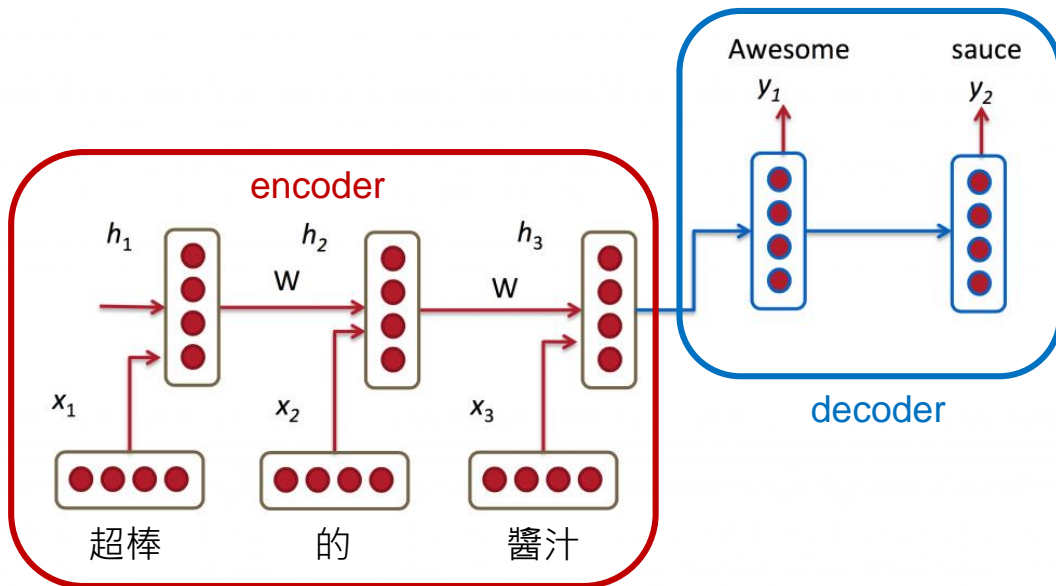 Awesome sauce
y1 y2
encoder
h1 h2 h3
W W
x1 x2 x3
decoder
超棒 的 醬汁